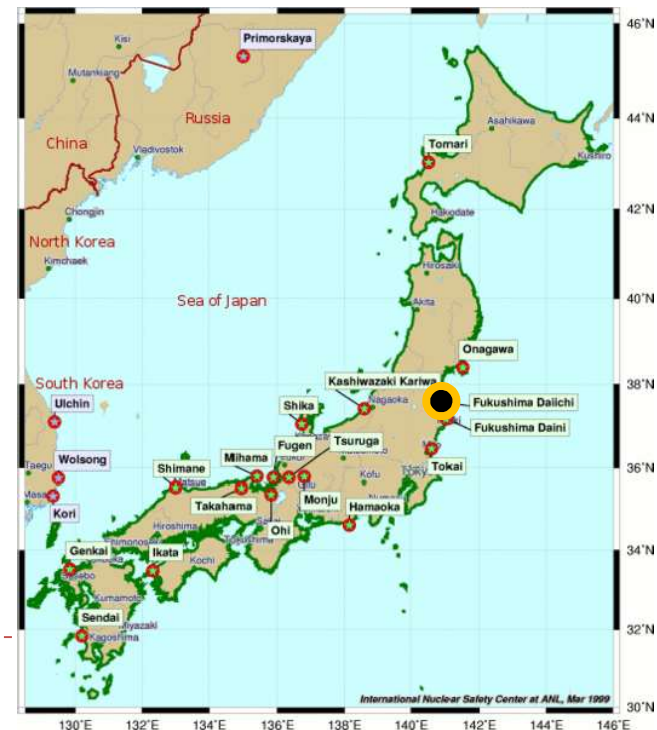 46°N
Kisi
Primorskaya
Mutankiang
Russia
44°N
China
Asahikawa
Vladivostok
Tomari
Kushiro
Chongjin
42°N
Hakodate
North Korea
Kimchaek
Hirosaki
40°N
Sea of Japan
Akita
Onagawa
South Korea
Kashiwazaki Kariwa
38°N
Ulchin
Shika
Nagaoka
Fukushima Daiichi
Fukushima Daini
Fugen
Wolsong
Mihama
Tsuruga
Taegu
Shimane
Tokai
36°N
Takahama
Kofu
Monju
Hamaoka
Kori
Ohi
Hiroshima
Genkai
Ikata
Kochi
34°N
Kumamoto
Sendai
Miyazaki
Kagoshima
32°N
International Nuclear Safety Center at ANL, Mar 1999
30°N
130°E
132°E
134°E
136°E
138°E
140°E
142°E
144°E
146°E